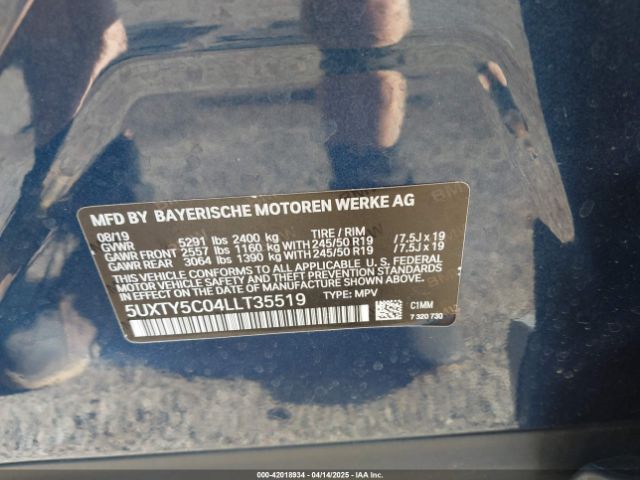 MFD BY BAYERISCHE MOTOREN WERKE AG
08/19 TIRE / RIM
GVWR 5291 lbs 2400 kg
GAWR FRONT 2557 lbs 1160 kg WITH 245/50 R19 /7.5J x 19
GAWR REAR 3064 lbs 1390 kg WITH 245/50 R19 /7.5J x 19
THIS VEHICLE CONFORMS TO ALL APPLICABLE U. S. FEDERAL
MOTOR VEHICLE SAFETY AND THEFT PREVENTION STANDARDS
IN EFFECT ON THE DATE OF MANUFACTURE SHOWN ABOVE.
5UXTY5C04LLT35519 TYPE: MPV
C1MM
7 320 730
000-42018934 - 04/14/2025 - IAAI.COM